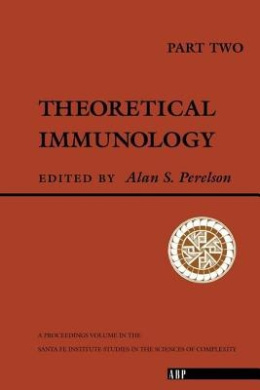 PART TWO
THEORETICAL
IMMUNOLOGY
EDITED BY Alan S. Perelson
A PROCEEDINGS VOLUME IN THE
SANTA FE INSTITUTE STUDIES IN THE SCIENCES OF COMPLEXITY
ABP